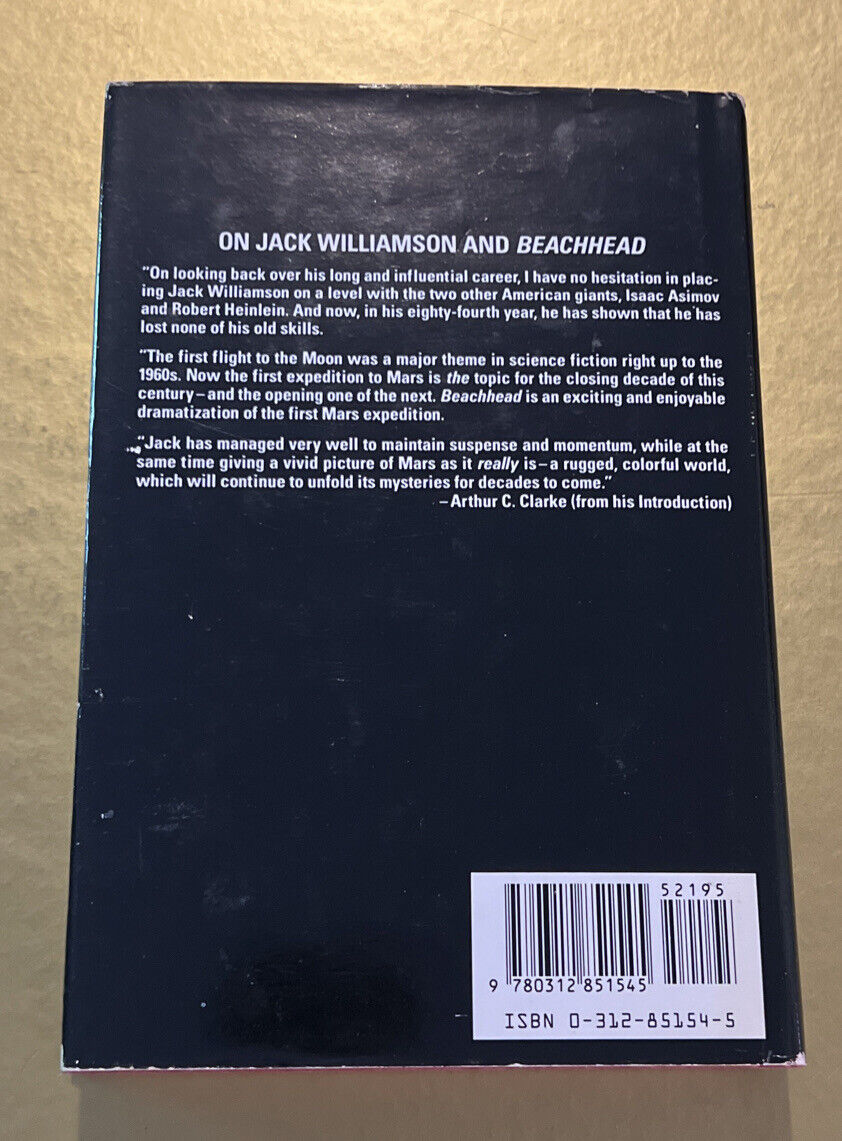 ON JACK WILLIAMSON AND BEACHHEAD
"On looking back over his long and influential career, I have no hesitation in plac-
ing Jack Williamson on a level with the two other American giants, Isaac Asimov
and Robert Heinlein. And now, in his eighty-fourth year, he has shown that he has
lost none of his old skills.
"The first flight to the Moon was a major theme in science fiction right up to the
1960s. Now the first expedition to Mars is the topic for the closing decade of this
century–and the opening one of the next. Beachhead is an exciting and enjoyable
dramatization of the first Mars expedition.
"Jack has managed very well to maintain suspense and momentum, while at the
same time giving a vivid picture of Mars as it really is–a rugged, colorful world,
which will continue to unfold its mysteries for decades to come."
–Arthur C. Clarke (from his Introduction)
52195
9 780312 851545
ISBN 0-312-85154-5